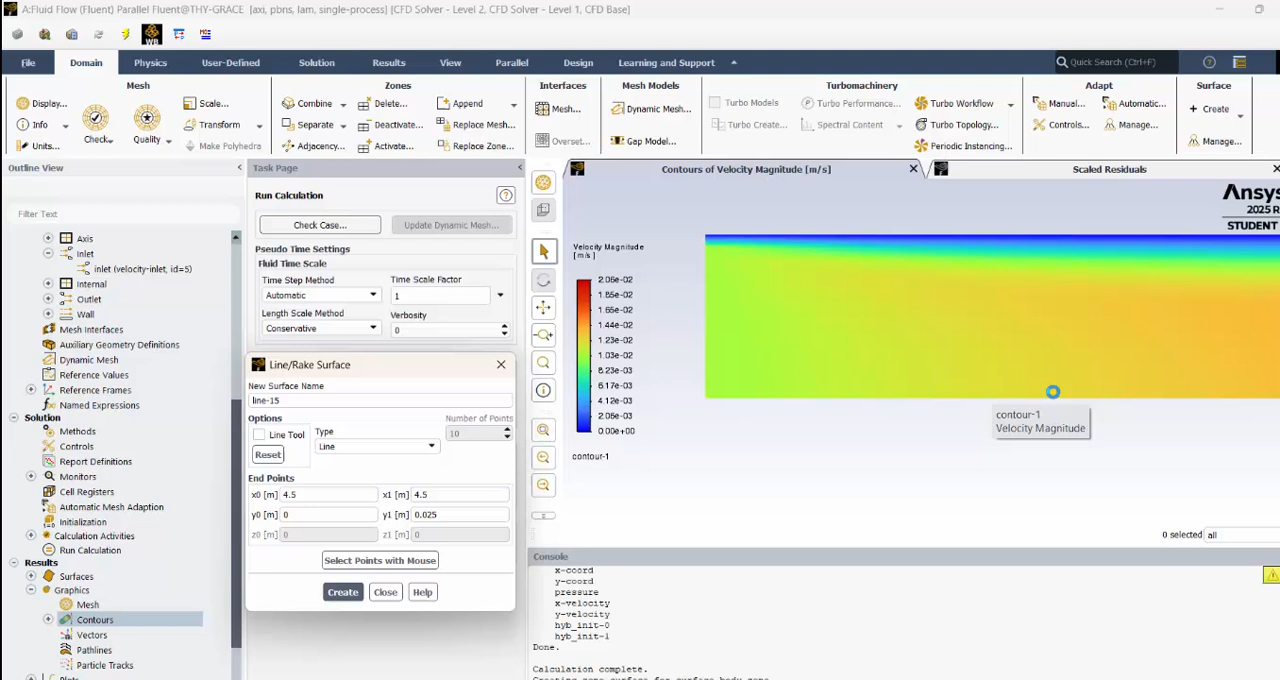 A:Fluid Flow (Fluent) Parallel Fluent@THY-GRACE [axi, pbns, lam, single-process] [CFD Solver - Level 2, CFD Solver - Level 1, CFD Base]
File Domain Physics User-Defined Solution Results View Parallel Design Learning and Support Quick Search (Ctrl+F)
Mesh Zones Interfaces Mesh Models Turbomachinery Adapt Surface
Display... Scale... Combine Delete... Append Mesh... Dynamic Mesh... Turbo Models Turbo Performance... Turbo Workflow Manual... Automatic... Create
Info Check Quality Transform Separate Deactivate... Replace Mesh... Turbo Create... Spectral Content Turbo Topology... Controls... Manage...
Units... Make Polyhedra Adjacency... Activate... Replace Zone... Overset... Gap Model... Periodic Instancing... Manage...
Outline View
Filter Text
Axis
Inlet
inlet (velocity-inlet, id=5)
Internal
Outlet
Wall
Mesh Interfaces
Auxiliary Geometry Definitions
Dynamic Mesh
Reference Values
Reference Frames
Named Expressions
Solution
Methods
Controls
Report Definitions
Monitors
Cell Registers
Automatic Mesh Adaption
Initialization
Calculation Activities
Run Calculation
Results
Surfaces
Graphics
Mesh
Contours
Vectors
Pathlines
Particle Tracks
Task Page
Run Calculation
Check Case... Update Dynamic Mesh...
Pseudo Time Settings
Fluid Time Scale
Time Step Method Time Scale Factor
Automatic 1
Length Scale Method Verbosity
Conservative 0
Line/Rake Surface
New Surface Name
line-15
Options Type Number of Points
Line Tool Line 10
Reset
End Points
x0 [m] 4.5 x1 [m] 4.5
y0 [m] 0 y1 [m] 0.025
z0 [m] 0 z1 [m] 0
Select Points with Mouse
Create Close Help
Contours of Velocity Magnitude [m/s] Scaled Residuals
Ansys
2025 R
STUDENT
Velocity Magnitude
[m/s]
2.06e-02
1.85e-02
1.65e-02
1.44e-02
1.23e-02
1.03e-02
8.23e-03
6.17e-03
4.12e-03
2.06e-03
0.00e+00
contour-1
contour-1
Velocity Magnitude
0 selected all
Console
x-coord
y-coord
pressure
x-velocity
y-velocity
hyb_init-0
hyb_init-1
Done.
Calculation complete.